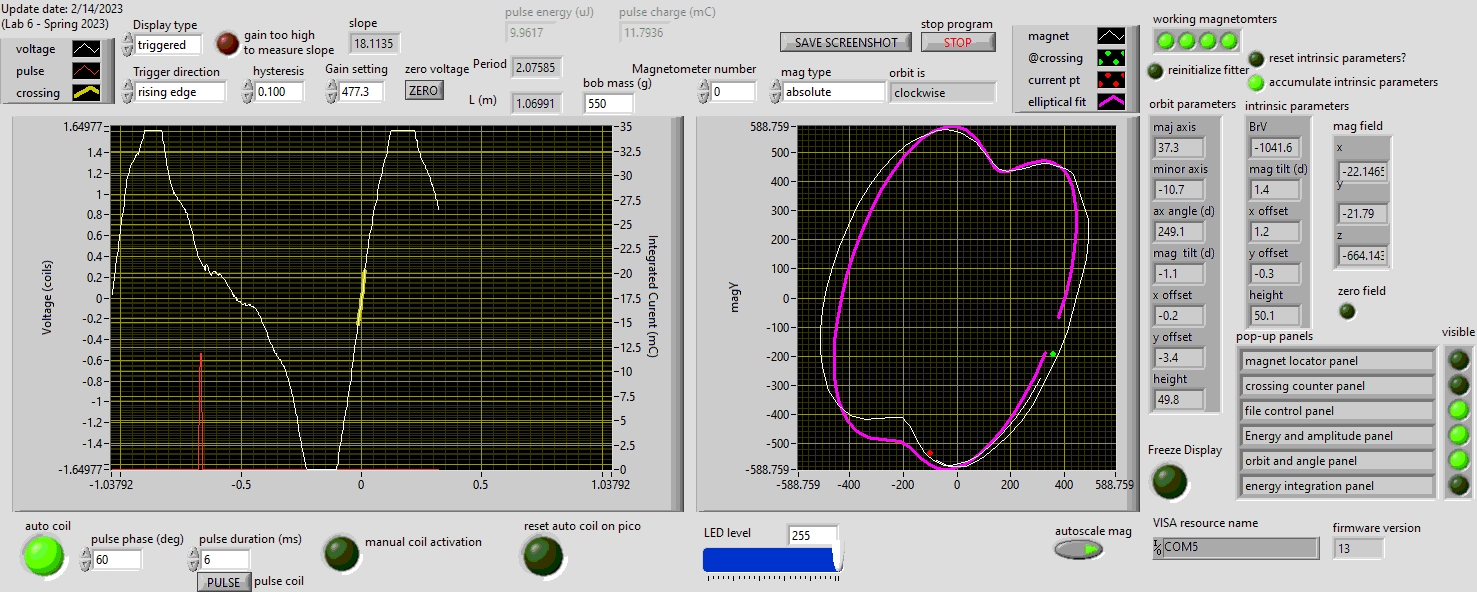 Update date: 2/14/2023
(Lab 6 - Spring 2023)
voltage
pulse
crossing
Display type
triggered
gain too high
to measure slope
slope
18.1135
Trigger direction
rising edge
hysteresis
0.100
Gain setting
477.3
zero voltage
ZERO
pulse energy (uJ)
9.9617
pulse charge (mC)
11.7936
Period
2.07585
L (m)
1.06991
bob mass (g)
550
Magnetometer number
0
mag type
absolute
orbit is
clockwise
SAVE SCREENSHOT
stop program
STOP
magnet
@crossing
current pt
elliptical fit
working magnetomters
reinitialize fitter
reset intrinsic parameters?
accumulate intrinsic parameters
Voltage (coils)
1.64977
1.4
1.2
1
0.8
0.6
0.4
0.2
0
-0.2
-0.4
-0.6
-0.8
-1
-1.2
-1.4
-1.64977
-1.03792
-0.5
0
0.5
1.03792
35
32.5
30
27.5
25
22.5
20
17.5
15
12.5
10
7.5
5
2.5
0
Integrated Current (mC)
magy
588.759
500
400
300
200
100
0
-100
-200
-300
-400
-500
-588.759
-588.759
-400
-200
0
200
400
588.759
orbit parameters
maj axis
37.3
minor axis
-10.7
ax angle (d)
249.1
mag tilt (d)
-1.1
x offset
-0.2
y offset
-3.4
height
49.8
intrinsic parameters
BrV
-1041.6
mag tilt (d)
1.4
x offset
1.2
y offset
-0.3
height
50.1
mag field
x
-22.1465
y
-21.79
z
-664.143
zero field
pop-up panels
visible
magnet locator panel
crossing counter panel
file control panel
Energy and amplitude panel
orbit and angle panel
energy integration panel
Freeze Display
auto coil
pulse phase (deg)
60
pulse duration (ms)
6
PULSE
pulse coil
manual coil activation
reset auto coil on pico
LED level
255
autoscale mag
VISA resource name
COM5
firmware version
13